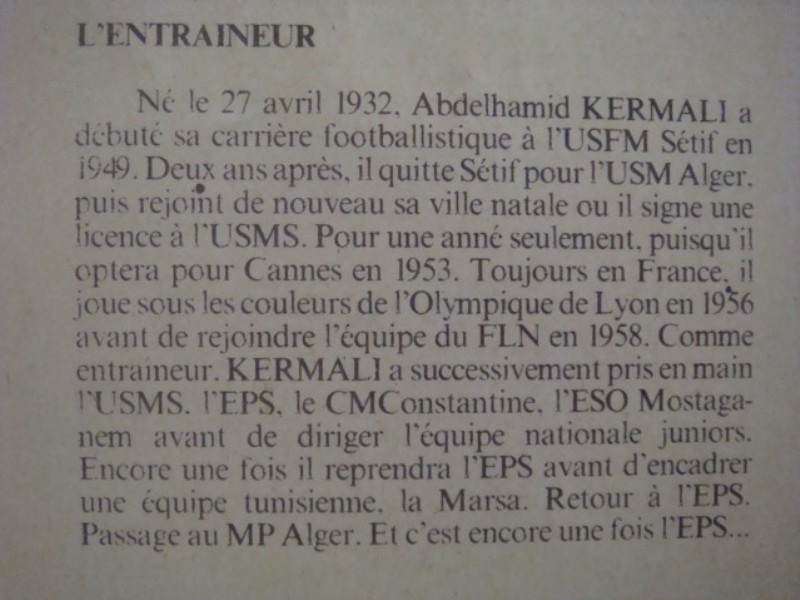 L'ENTRAINEUR
Né le 27 avril 1932, Abdelhamid KERMALI a
débuté sa carrière footballistique à l'USFM Sétif en
1949. Deux ans après, il quitte Sétif pour l'USM Alger,
puis rejoint de nouveau sa ville natale ou il signe une
licence à l'USMS. Pour une anné seulement, puisqu'il
optera pour Cannes en 1953. Toujours en France, il
joue sous les couleurs de l'Olympique de Lyon en 1956
avant de rejoindre l'équipe du FLN en 1958. Comme
entraineur, KERMALI a successivement pris en main
l'USMS, l'EPS, le CMConstantine, l'ESO Mostaga-
nem avant de diriger l'équipe nationale juniors.
Encore une fois il reprendra l'EPS avant d'encadrer
une équipe tunisienne, la Marsa. Retour à l'EPS.
Passage au MP Alger. Et c'est encore une fois l'EPS...